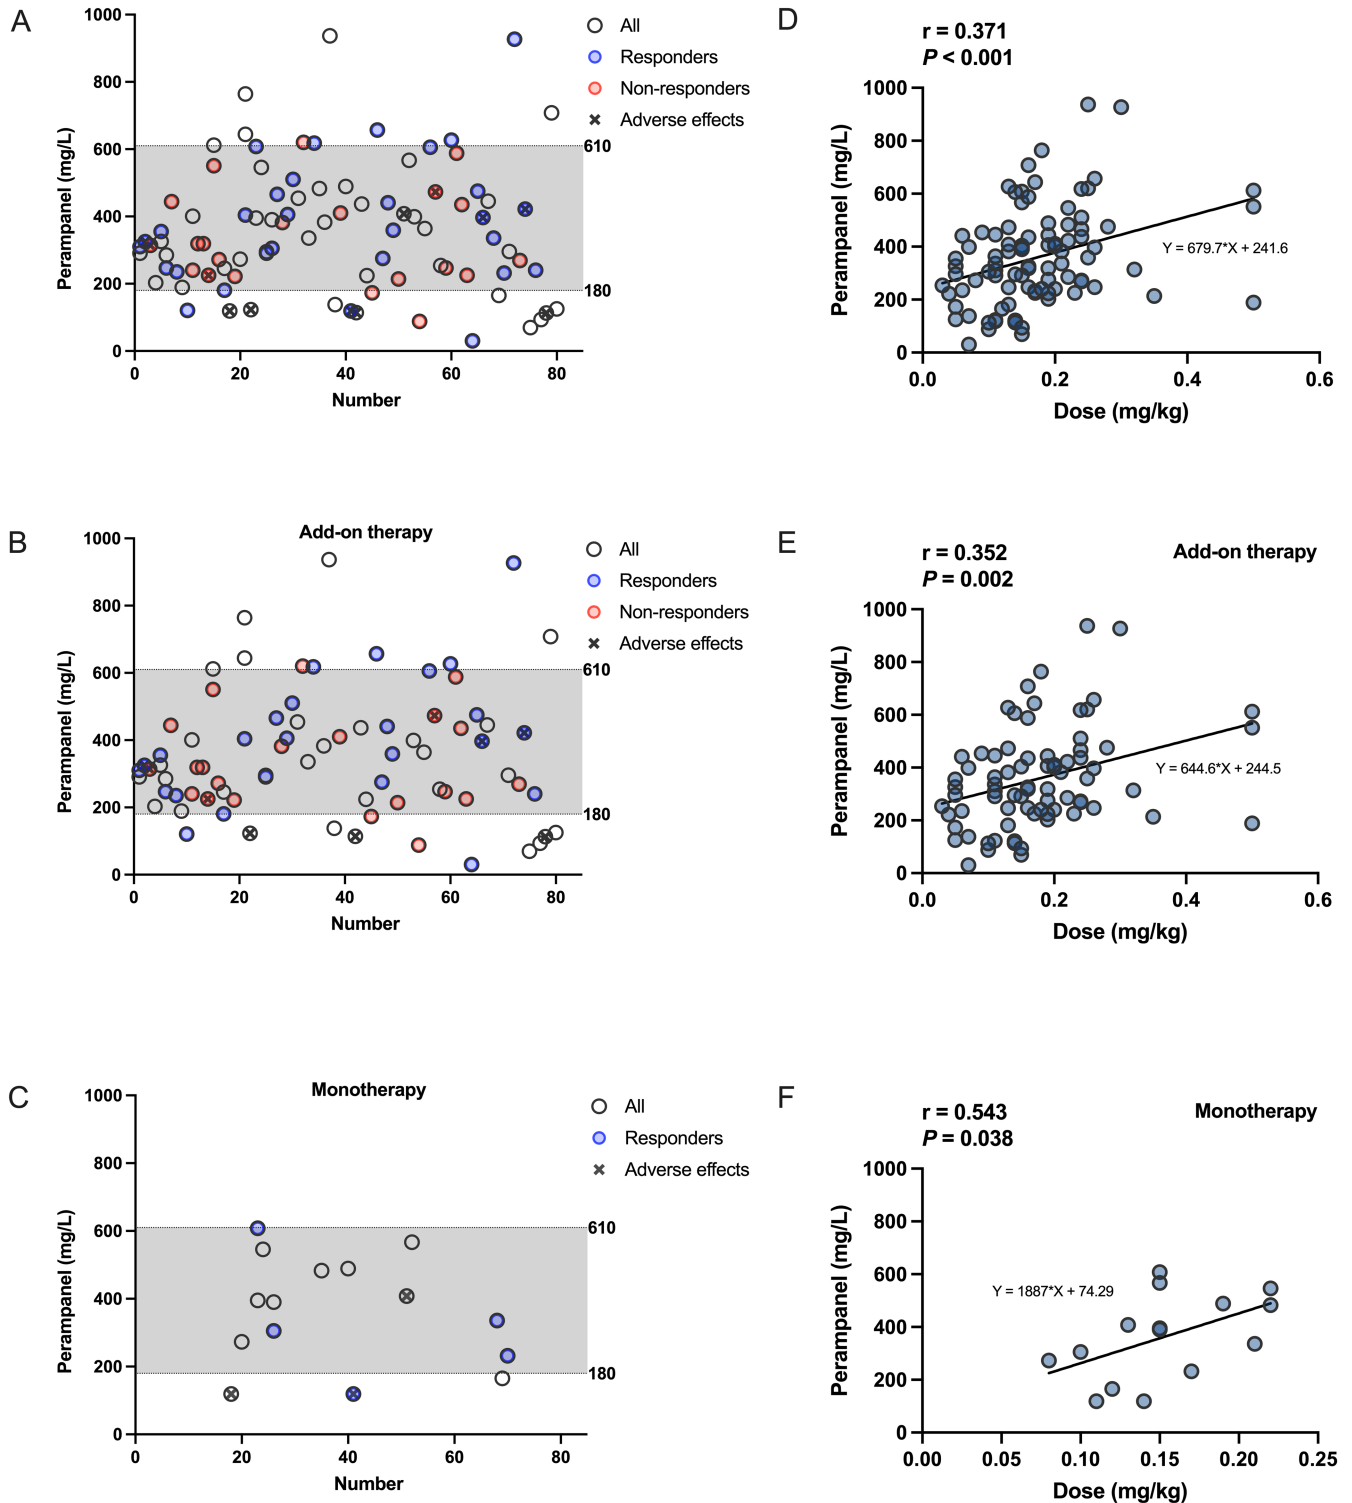 A
1000
800
600
400
200
0
0
20
40
60
80
Perampanel (mg/L)
Number
All
Responders
Non-responders
Adverse effects
610
180
D
r = 0.371
P < 0.001
1000
800
600
400
200
0
0.0
0.2
0.4
0.6
Perampanel (mg/L)
Dose (mg/kg)
Y = 679.7*X + 241.6
B
Add-on therapy
1000
800
600
400
200
0
0
20
40
60
80
Perampanel (mg/L)
Number
All
Responders
Non-responders
Adverse effects
610
180
E
r = 0.352
P = 0.002
Add-on therapy
1000
800
600
400
200
0
0.0
0.2
0.4
0.6
Perampanel (mg/L)
Dose (mg/kg)
Y = 644.6*X + 244.5
C
Monotherapy
1000
800
600
400
200
0
0
20
40
60
80
Perampanel (mg/L)
Number
All
Responders
Adverse effects
610
180
F
r = 0.543
P = 0.038
Monotherapy
1000
800
600
400
200
0
0.00
0.05
0.10
0.15
0.20
0.25
Perampanel (mg/L)
Dose (mg/kg)
Y = 1887*X + 74.29